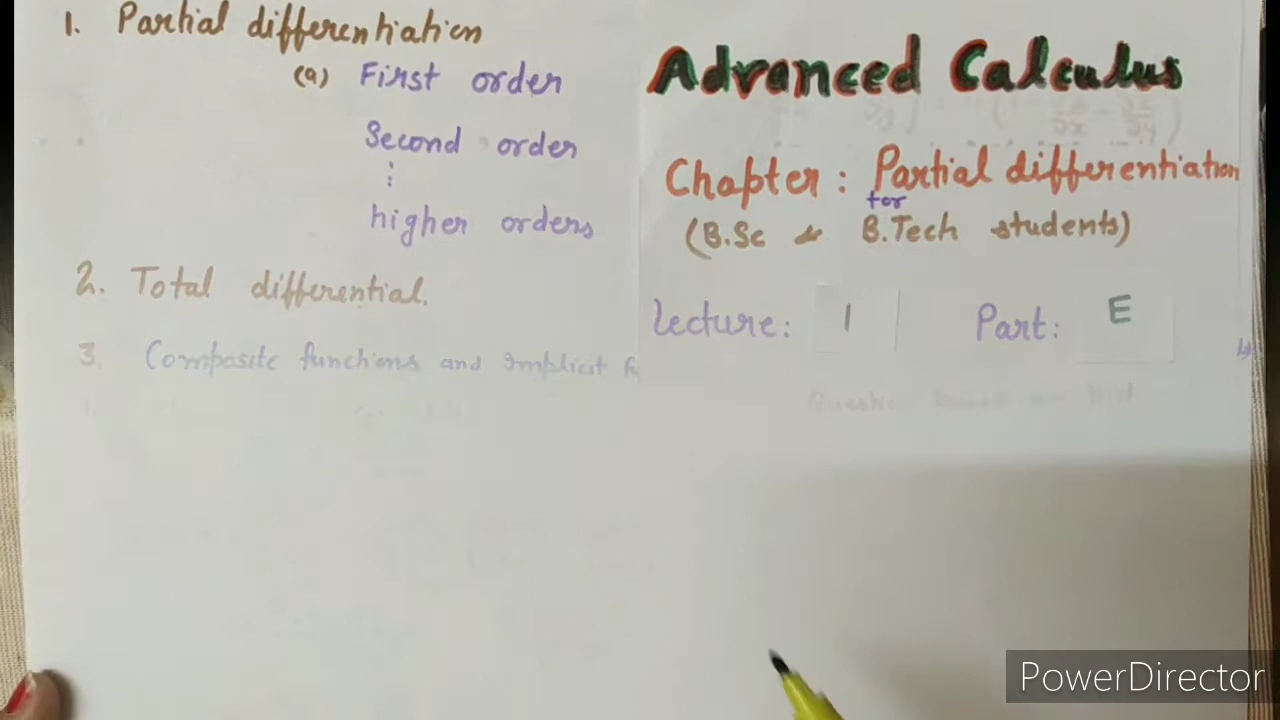 1. Partial differentiation
(a) First order
Second order
higher orders
2. Total differential.
3. Composite functions and implicit
Advanced Calculus
Chapter: Partial differentiation
for
(B.Sc & B.Tech students)
Lecture: 1 Part: E
PowerDirector